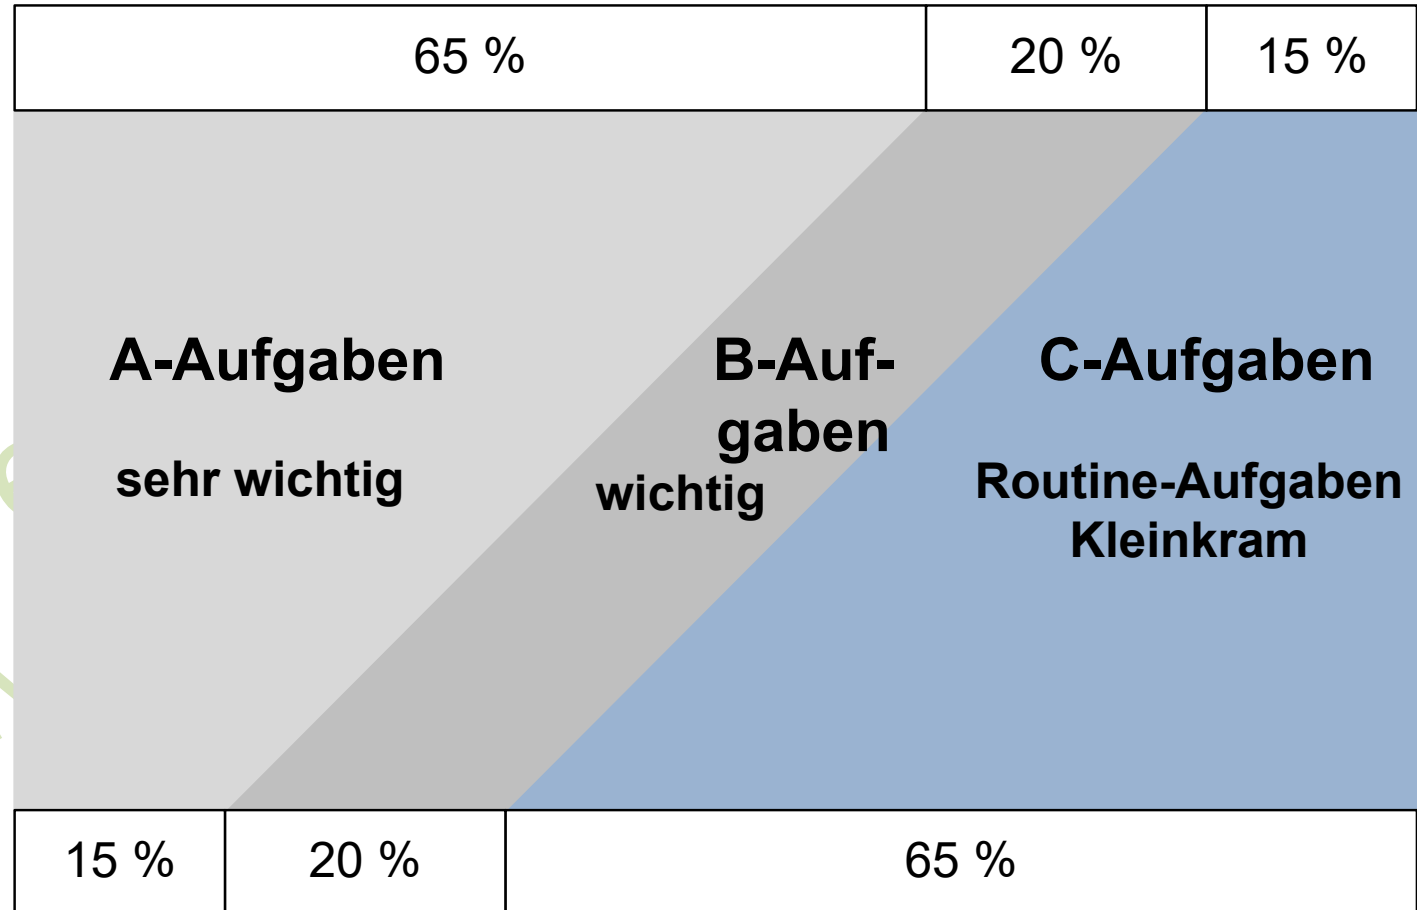 65 %
20 %
15 %
A-Aufgaben
sehr wichtig
B-Auf-
gaben
wichtig
C-Aufgaben
Routine-Aufgaben
Kleinkram
15 %
20 %
65 %